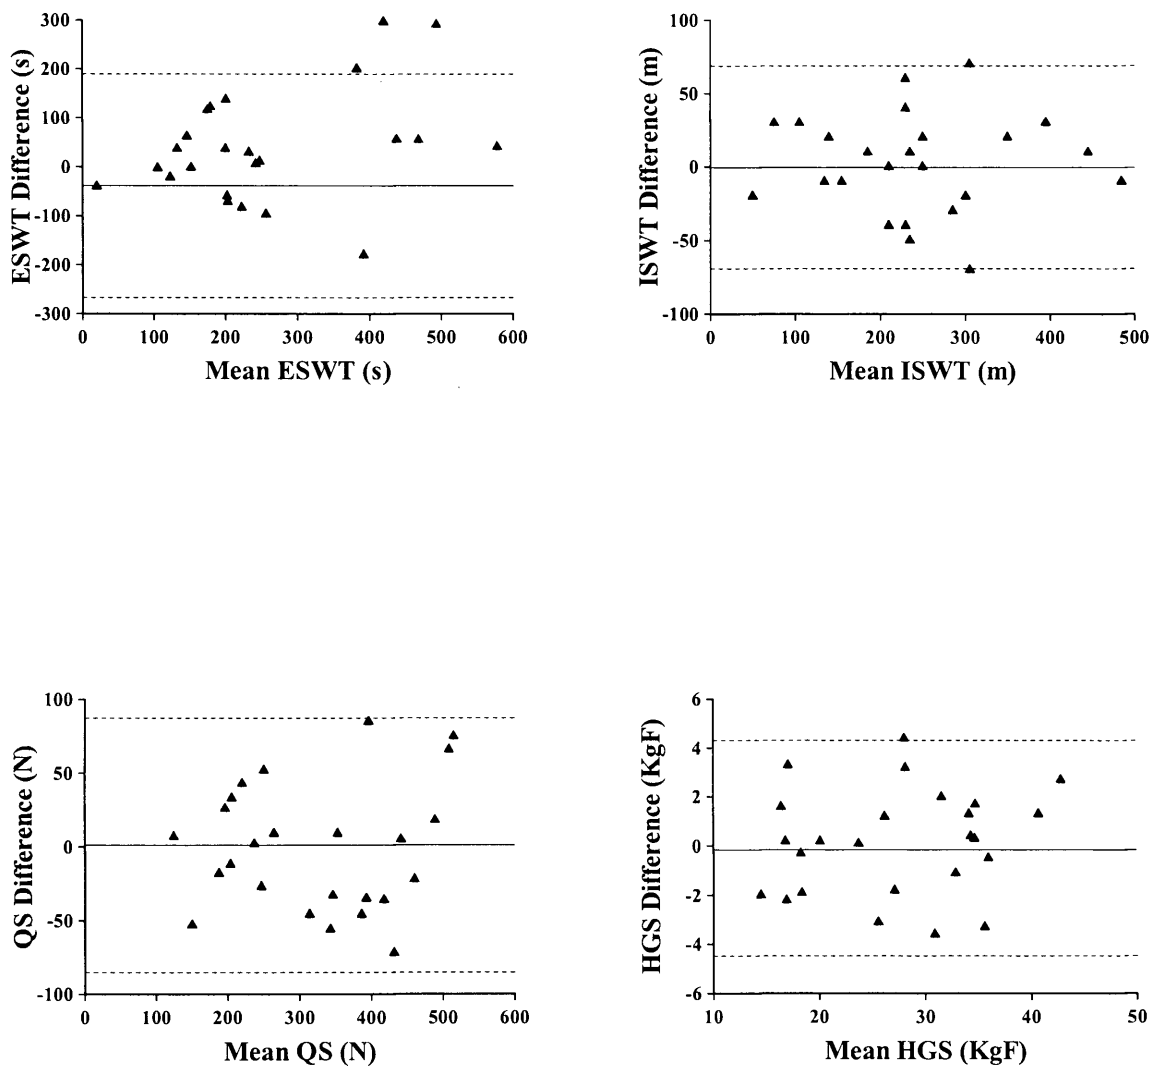 300
200
100
0
-100
-200
-300
ESWT Difference (s)
0 100 200 300 400 500 600
Mean ESWT (s)
100
50
0
-50
-100
ISWT Difference (m)
0 100 200 300 400 500
Mean ISWT (m)
100
50
0
-50
-100
QS Difference (N)
0 100 200 300 400 500 600
Mean QS (N)
6
4
2
0
-2
-4
-6
HGS Difference (KgF)
10 20 30 40 50
Mean HGS (KgF)